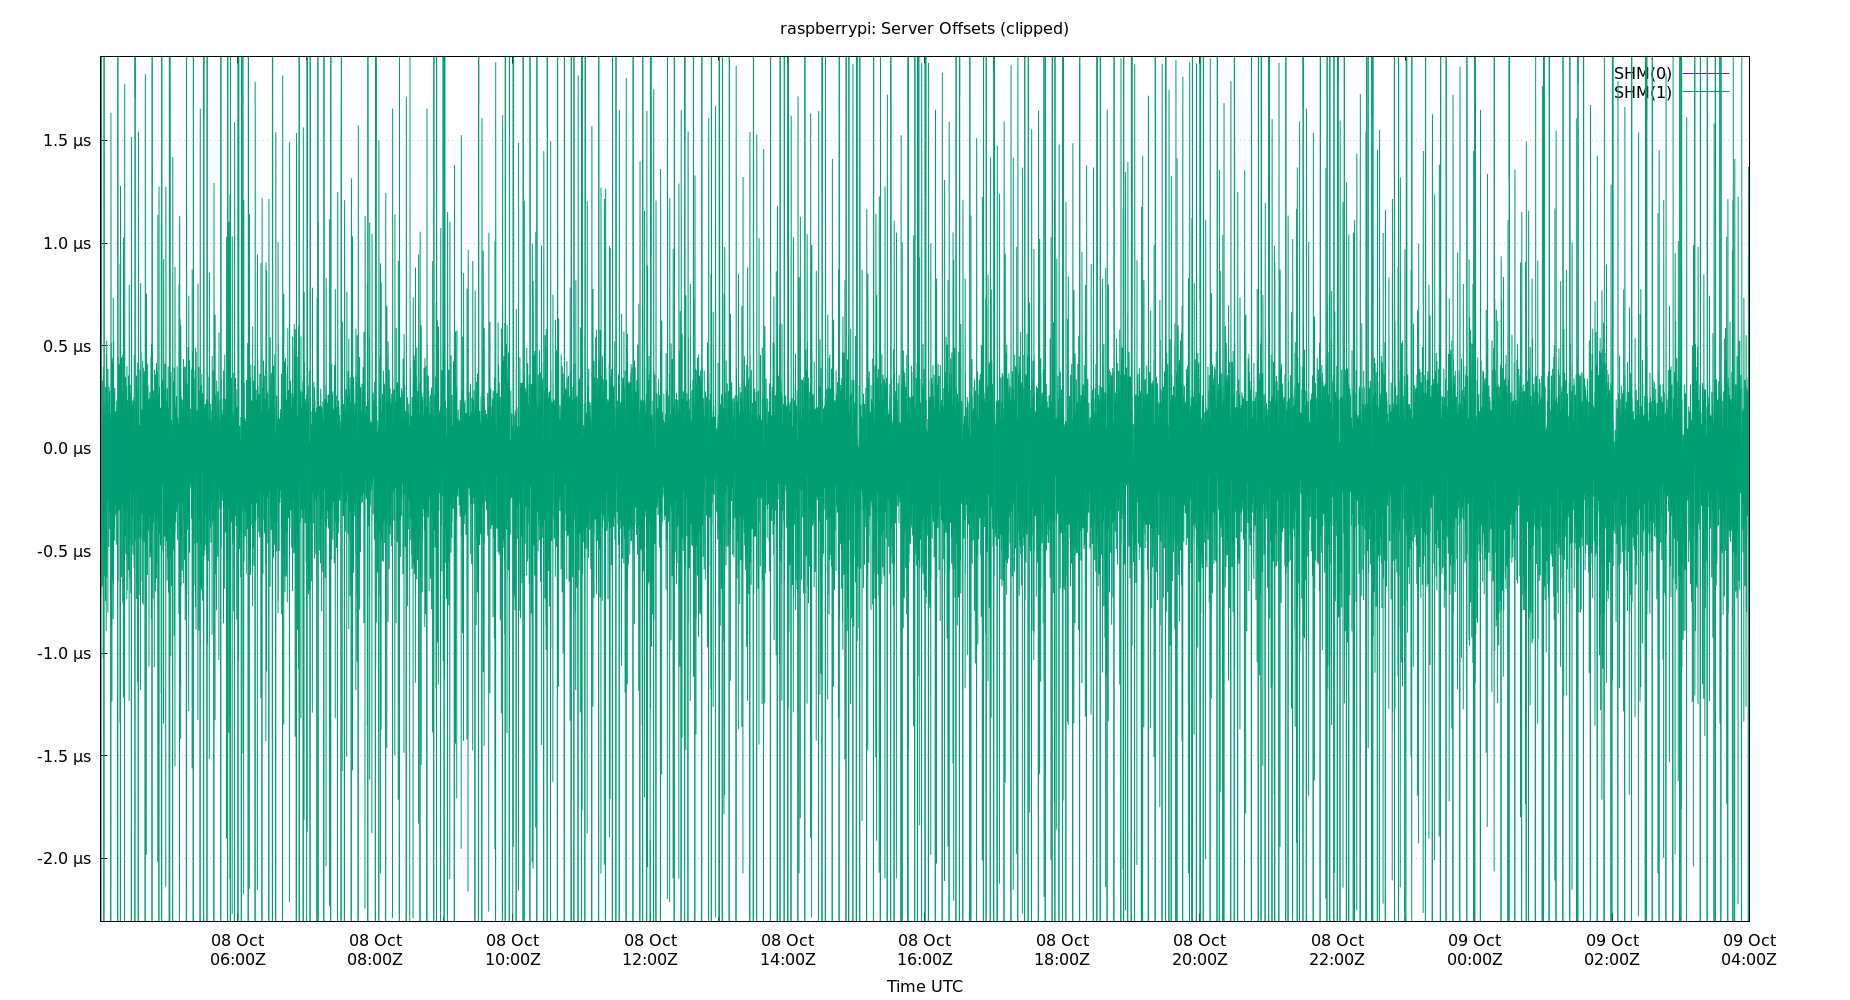 raspberrypi: Server Offsets (clipped)
SHM(0)
SHM(1)
1.5 µs
1.0 µs
0.5 µs
0.0 µs
-0.5 µs
-1.0 µs
-1.5 µs
-2.0 µs
08 Oct 08 Oct 08 Oct 08 Oct 08 Oct 08 Oct 08 Oct 08 Oct 08 Oct 09 Oct 09 Oct 09 Oct
06:00Z 08:00Z 10:00Z 12:00Z 14:00Z 16:00Z 18:00Z 20:00Z 22:00Z 00:00Z 02:00Z 04:00Z
Time UTC